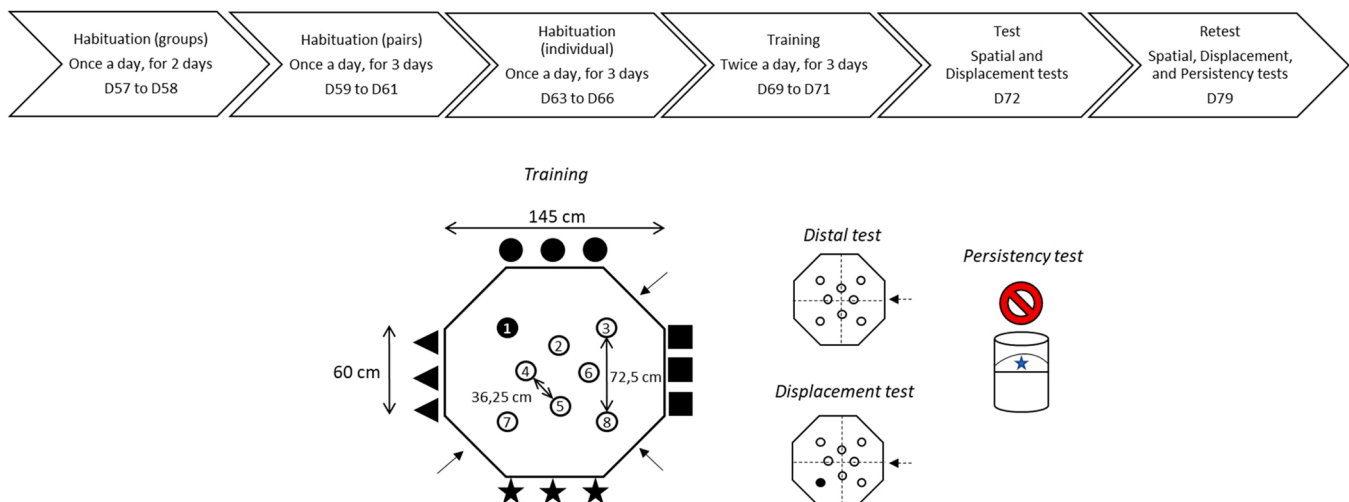 Habituation (groups)
Once a day, for 2 days
D57 to D58
Habituation (pairs)
Once a day, for 3 days
D59 to D61
Habituation
(individual)
Once a day, for 3 days
D63 to D66
Training
Twice a day, for 3 days
D69 to D71
Test
Spatial and
Displacement tests
D72
Retest
Spatial, Displacement,
and Persistency tests
D79
Training
145 cm
60 cm
1
2
3
4
6
72,5 cm
36,25 cm
5
7
8
Distal test
Displacement test
Persistency test